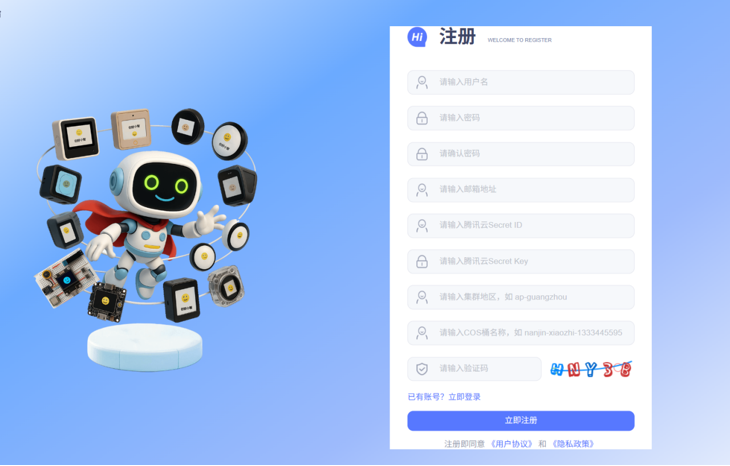 Hi 注册 WELCOME TO REGISTER
请输入用户名
请输入密码
请确认密码
请输入邮箱地址
请输入腾讯云Secret ID
请输入腾讯云Secret Key
请输入集群地区，如 ap-guangzhou
请输入COS桶名称，如 nanjin-xiaozhi-1333445595
请输入验证码 HNY38
已有账号？立即登录
立即注册
注册即同意 《用户协议》 和 《隐私政策》